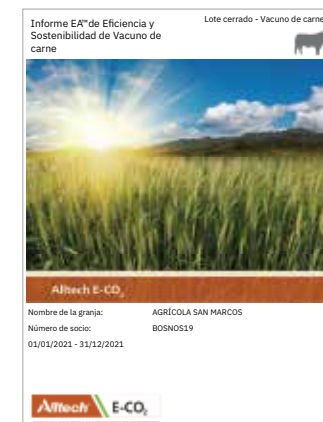 Informe EA™de Eficiencia y
Sostenibilidad de Vacuno de
carne
Lote cerrado - Vacuno de carne
Alltech E-CO2
Nombre de la granja: AGRÍCOLA SAN MARCOS
Número de socio: BOSNOS19
01/01/2021 - 31/12/2021
Alltech E-CO2